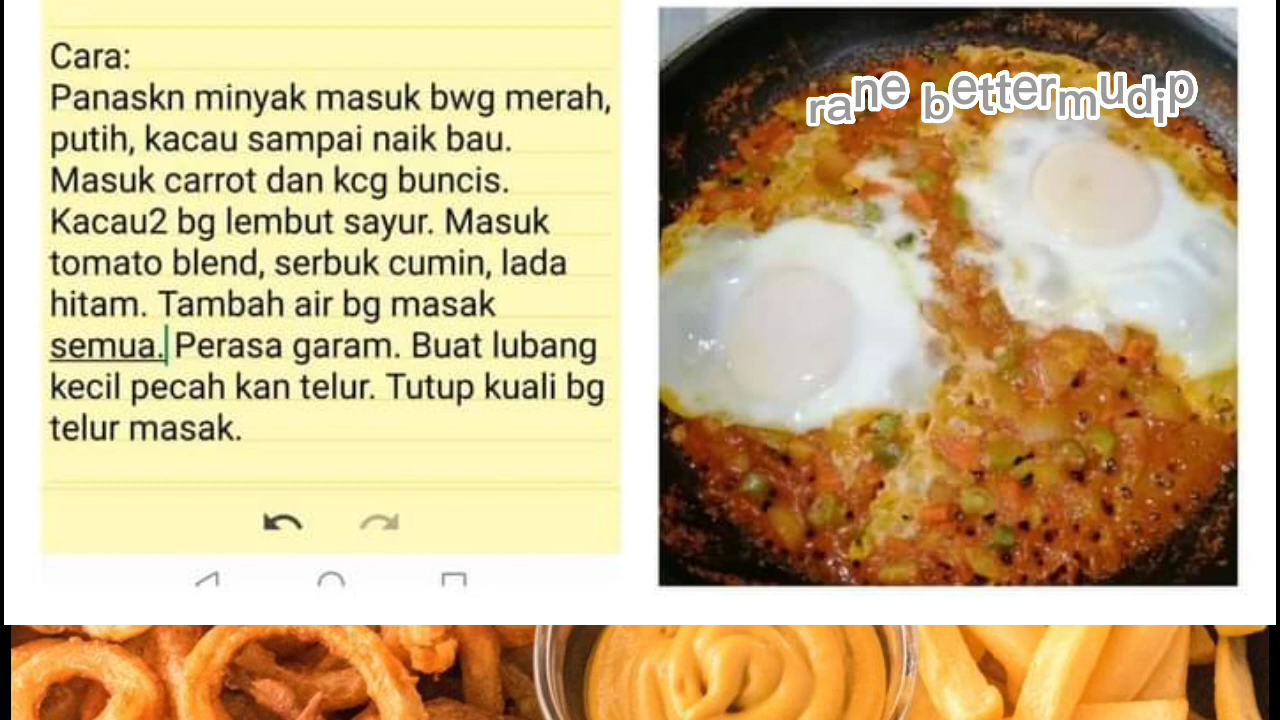 Cara:
Panaskn minyak masuk bwg merah,
putih, kacau sampai naik bau.
Masuk carrot dan kcg buncis.
Kacau2 bg lembut sayur. Masuk
tomato blend, serbuk cumin, lada
hitam. Tambah air bg masak
semua. Perasa garam. Buat lubang
kecil pecah kan telur. Tutup kuali bg
telur masak.
rane bettermudip